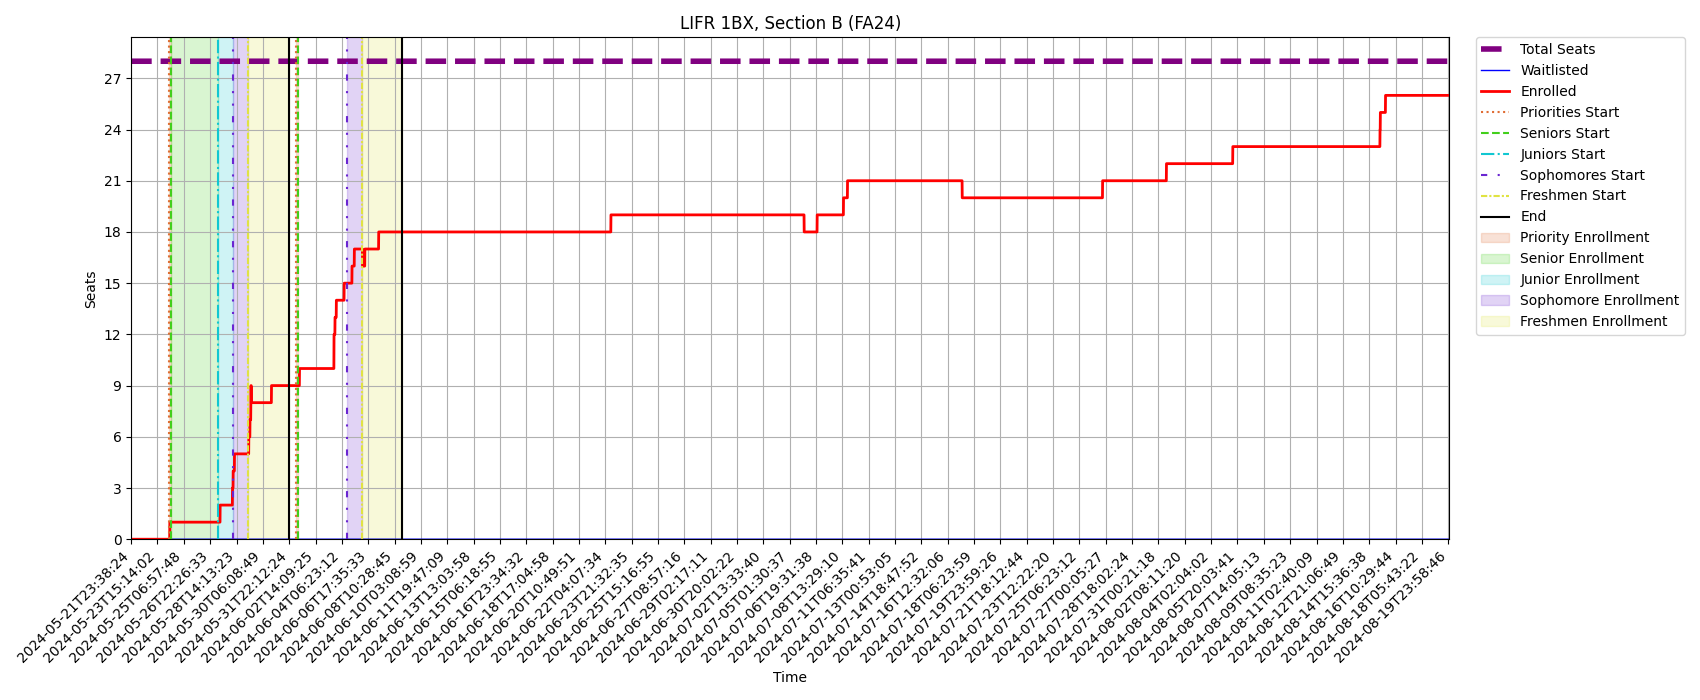 LIFR 1BX, Section B (FA24)
Total Seats
Waitlisted
Enrolled
Priorities Start
Seniors Start
Juniors Start
Sophomores Start
Freshmen Start
End
Priority Enrollment
Senior Enrollment
Junior Enrollment
Sophomore Enrollment
Freshmen Enrollment
Seats
27
24
21
18
15
12
9
6
3
0
2024-05-21T23:38:24
2024-05-23T15:14:02
2024-05-25T06:57:48
2024-05-26T22:26:33
2024-05-28T14:13:23
2024-05-30T06:08:49
2024-05-31T22:12:24
2024-06-02T14:09:25
2024-06-04T06:23:12
2024-06-06T17:35:33
2024-06-08T10:28:45
2024-06-10T03:08:59
2024-06-11T19:47:09
2024-06-13T13:03:58
2024-06-15T06:18:55
2024-06-16T23:34:32
2024-06-18T17:04:58
2024-06-20T10:49:51
2024-06-22T04:07:34
2024-06-23T21:32:35
2024-06-25T15:16:55
2024-06-27T08:57:16
2024-06-29T02:17:11
2024-06-30T20:02:22
2024-07-02T13:33:40
2024-07-05T01:30:37
2024-07-06T19:31:38
2024-07-08T13:29:10
2024-07-11T06:35:41
2024-07-13T00:53:05
2024-07-14T18:47:52
2024-07-16T12:32:06
2024-07-18T06:23:59
2024-07-19T23:59:26
2024-07-21T18:12:44
2024-07-23T12:22:20
2024-07-25T06:23:12
2024-07-27T00:05:27
2024-07-28T18:02:24
2024-07-31T00:21:18
2024-08-02T08:11:20
2024-08-04T02:04:02
2024-08-05T20:03:41
2024-08-07T14:05:13
2024-08-09T08:35:23
2024-08-11T02:40:09
2024-08-12T21:06:49
2024-08-14T15:36:38
2024-08-16T10:29:44
2024-08-18T05:43:22
2024-08-19T23:58:46
Time